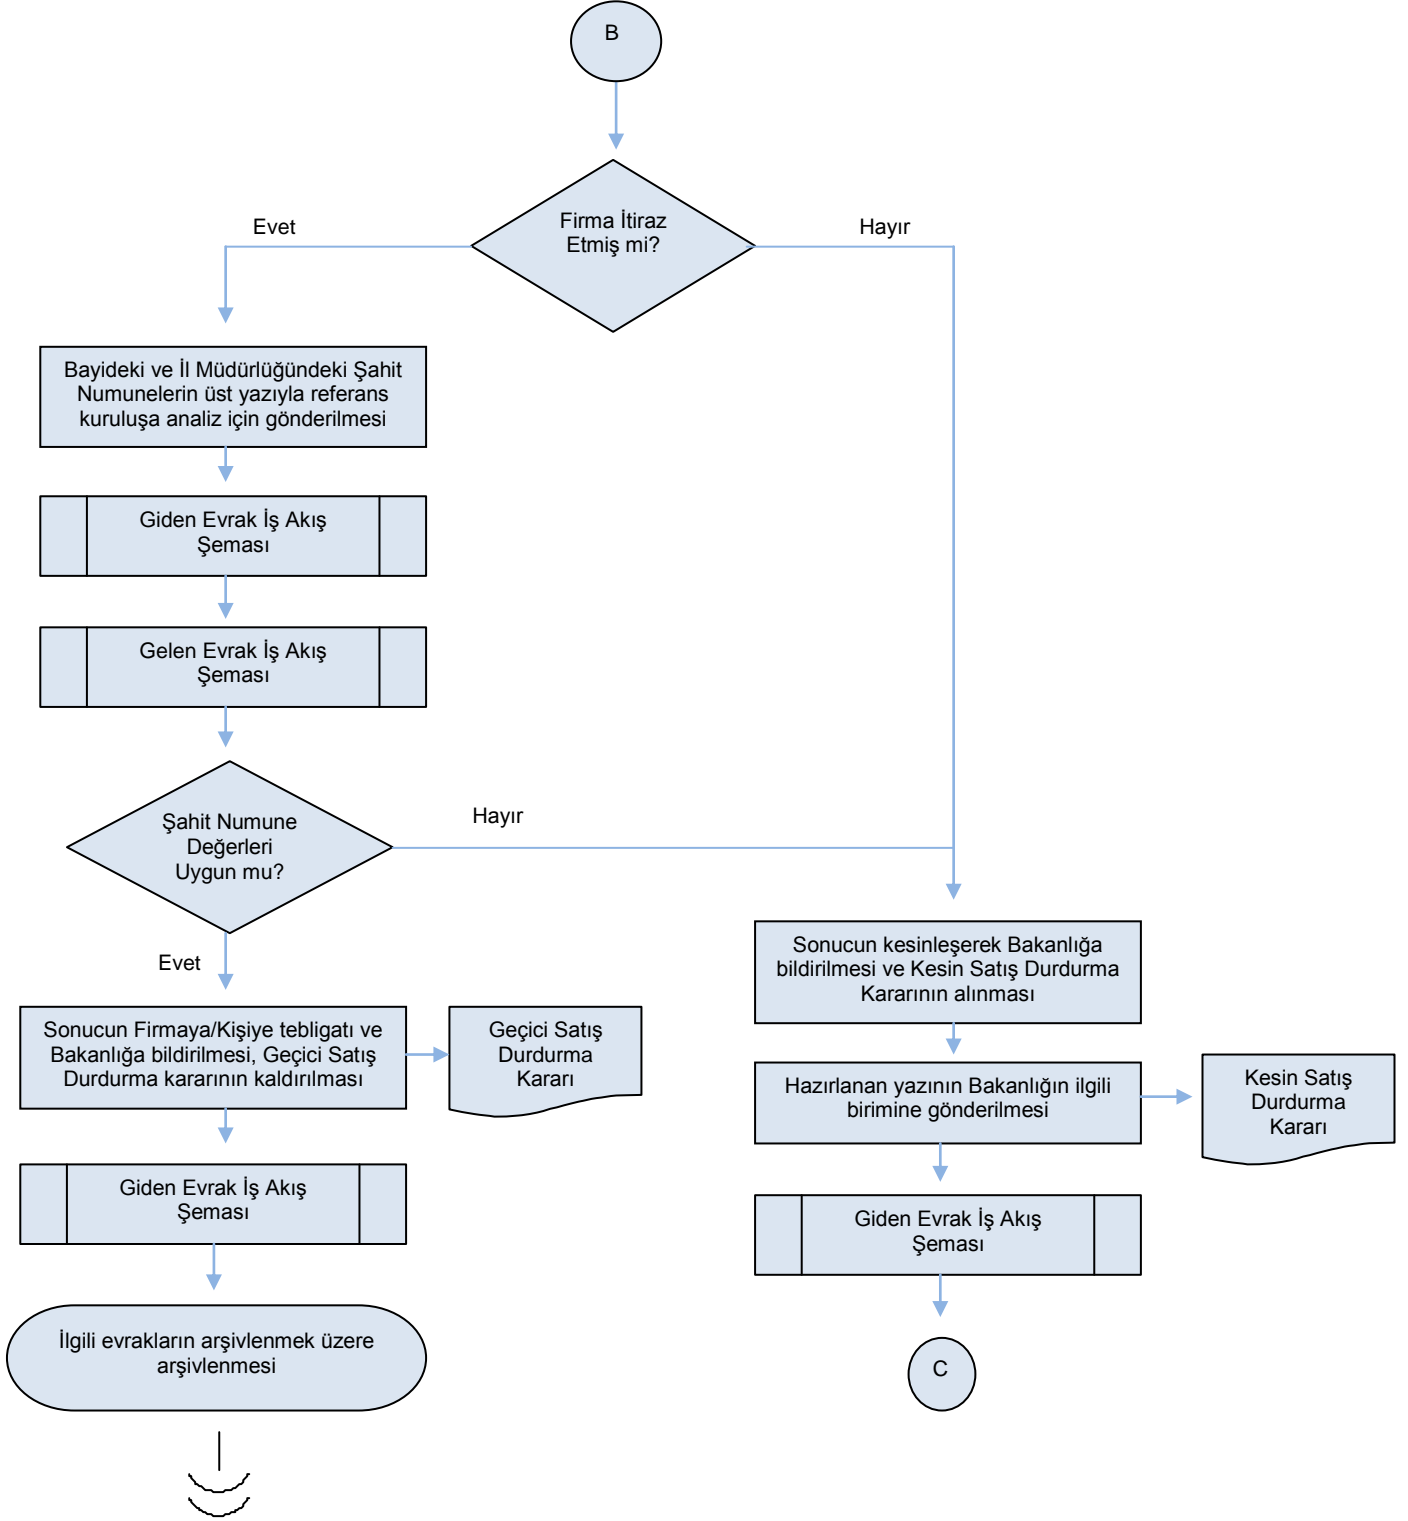 B
Firma İtiraz
Etmiş mi?
Evet
Hayır
Bayideki ve İl Müdürlüğündeki Şahit
Numunelerin üst yazıyla referans
kuruluşa analiz için gönderilmesi
Giden Evrak İş Akış
Şeması
Gelen Evrak İş Akış
Şeması
Şahit Numune
Değerleri
Uygun mu?
Hayır
Evet
Sonucun Firmaya/Kişiye tebligatı ve
Bakanlığa bildirilmesi, Geçici Satış
Durdurma kararının kaldırılması
Geçici Satış
Durdurma
Kararı
Giden Evrak İş Akış
Şeması
İlgili evrakların arşivlenmek üzere
arşivlenmesi
Sonucun kesinleşerek Bakanlığa
bildirilmesi ve Kesin Satış Durdurma
Kararının alınması
Hazırlanan yazının Bakanlığın ilgili
birimine gönderilmesi
Kesin Satış
Durdurma
Kararı
Giden Evrak İş Akış
Şeması
C